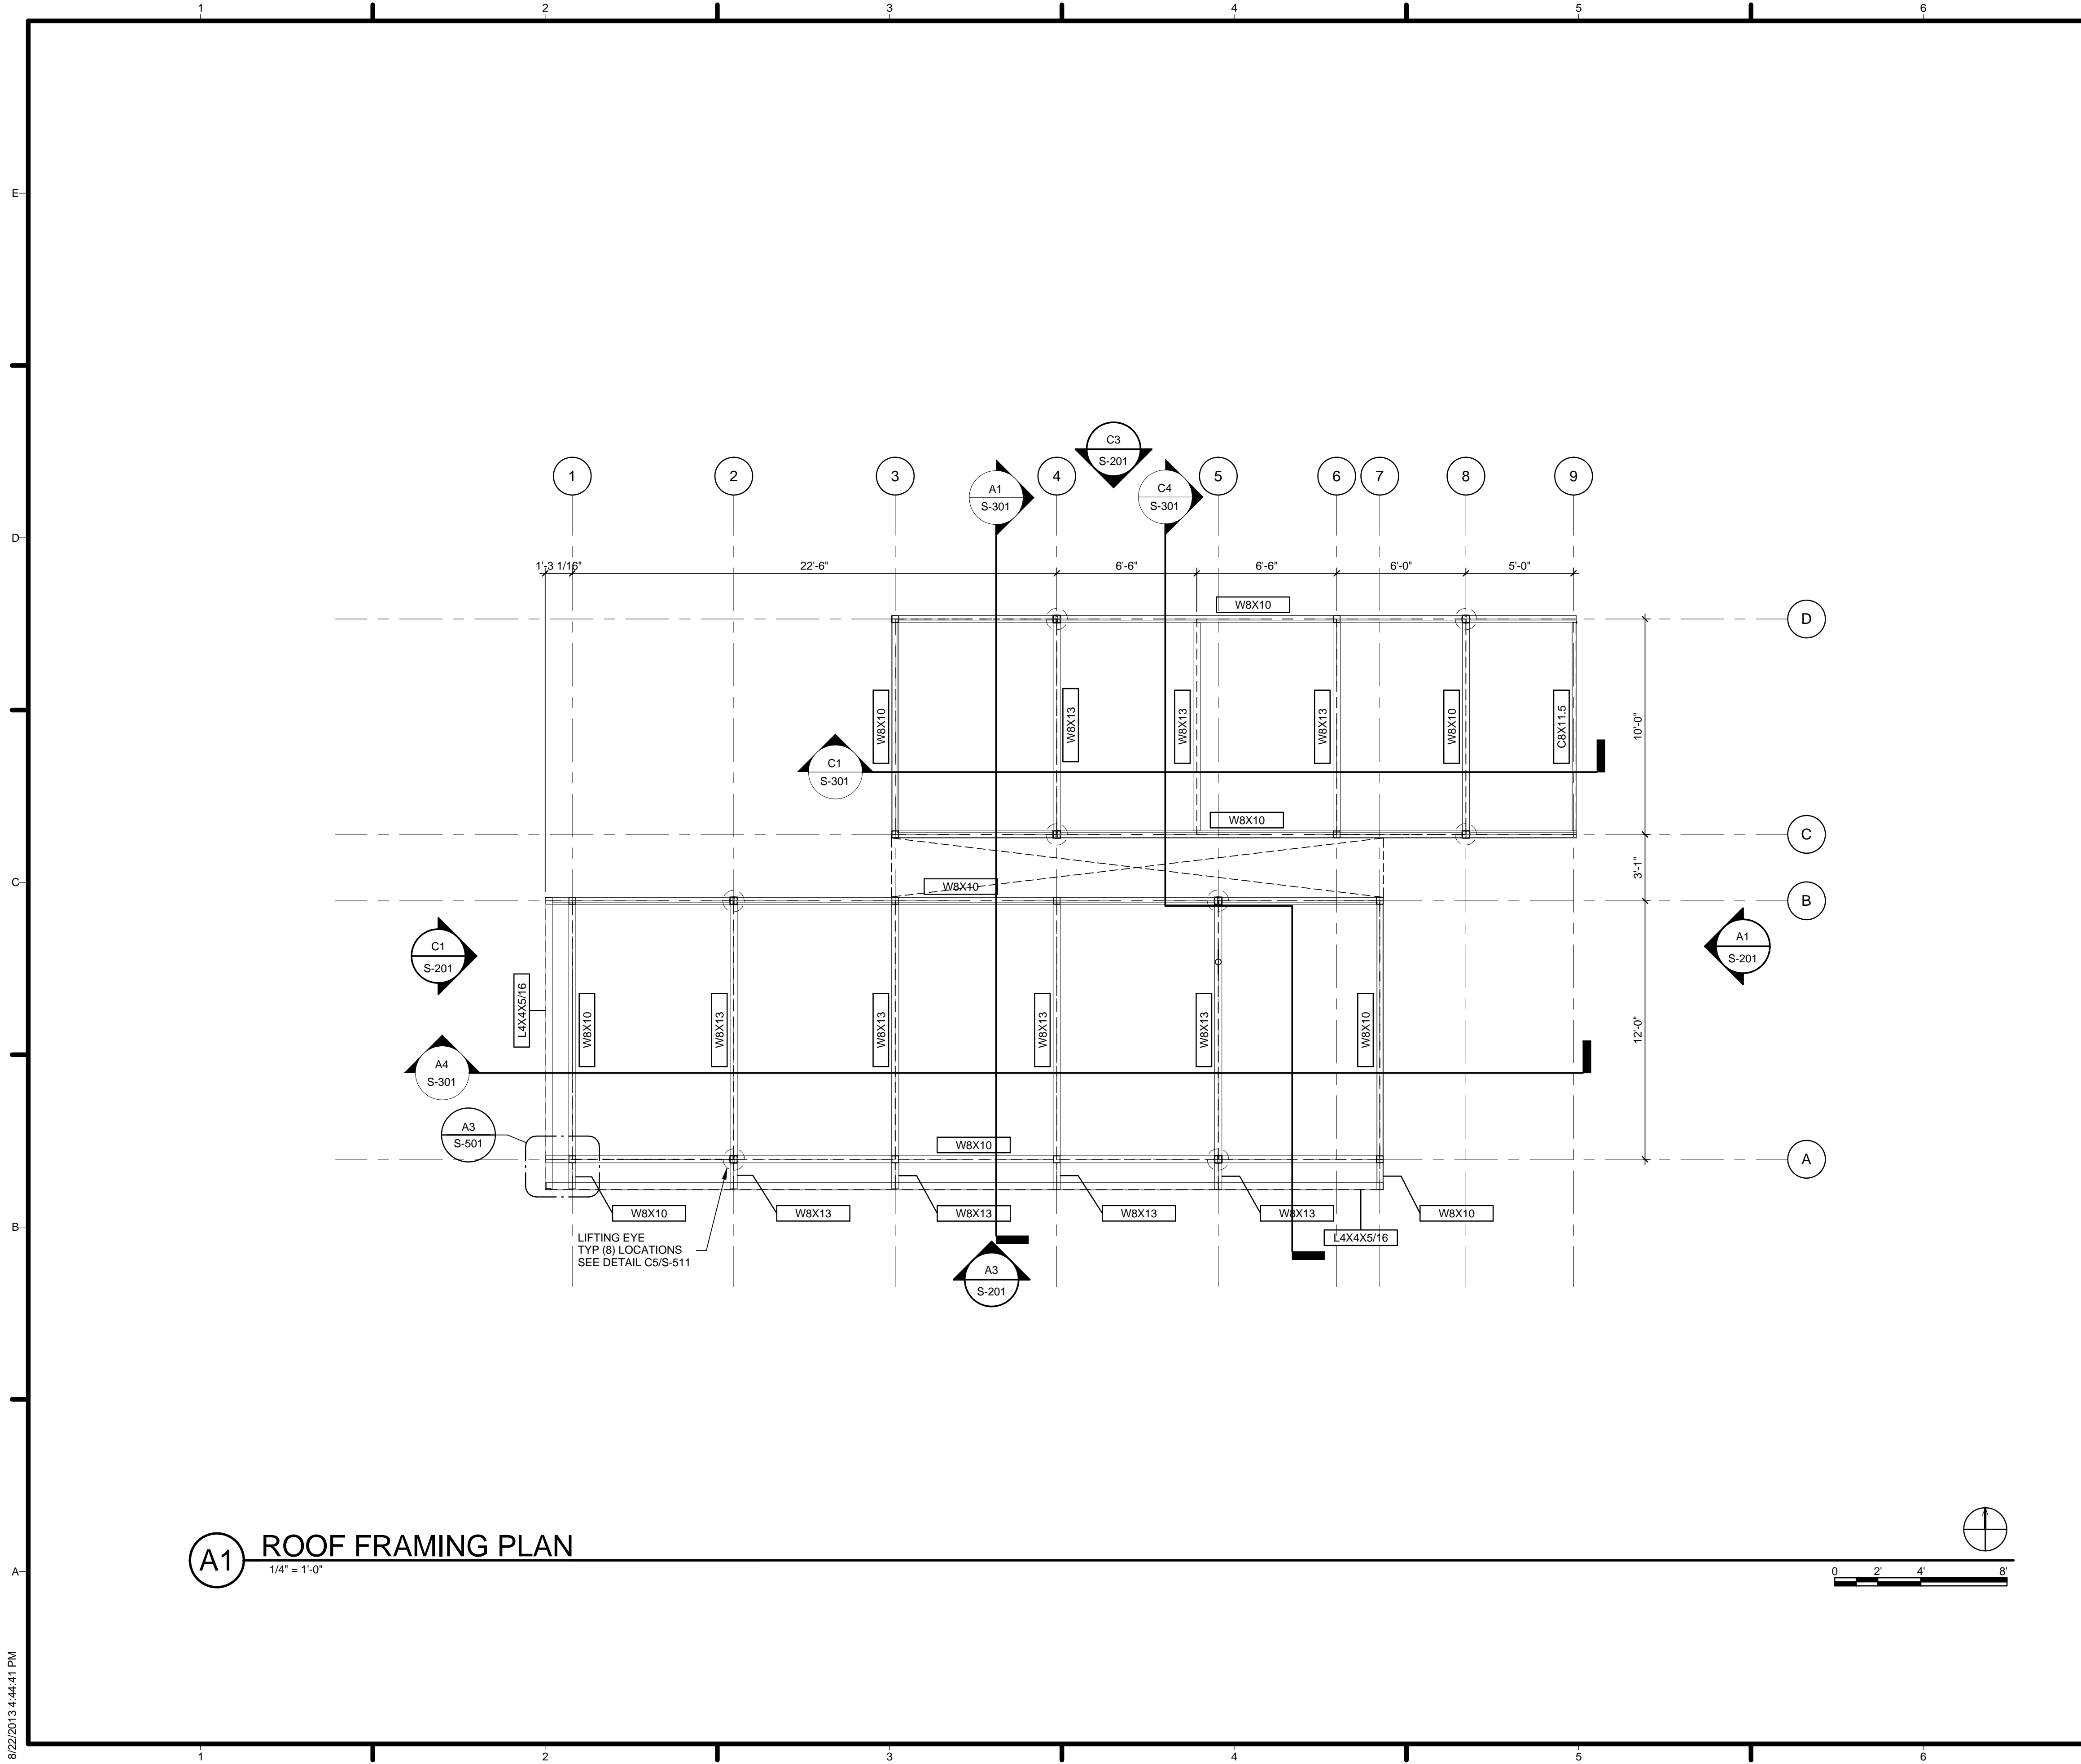 1 2 3 4 5 6
E
D
C
B
A
C3
S-201
1 2 3 4 5 6 7 8 9
A1
S-301
C4
S-301
1'-3 1/16" 22'-6" 6'-6" 6'-6" 6'-0" 5'-0"
W8X10
D
W8X10
W8X13
W8X13
W8X13
W8X10
C8X11.5
10'-0"
C1
S-301
W8X10
C
3'-1"
W8X10
B
C1
S-201
A1
S-201
L4X4X5/16
W8X10
W8X13
W8X13
W8X13
W8X13
W8X10
12'-0"
A4
S-301
A3
S-501
W8X10
A
W8X10 W8X13 W8X13 W8X13 W8X13 W8X10
L4X4X5/16
LIFTING EYE
TYP (8) LOCATIONS
SEE DETAIL C5/S-511
A3
S-201
A1 ROOF FRAMING PLAN
1/4" = 1'-0"
0 2' 4' 8'
8/22/2013 4:44:41 PM
1 2 3 4 5 6